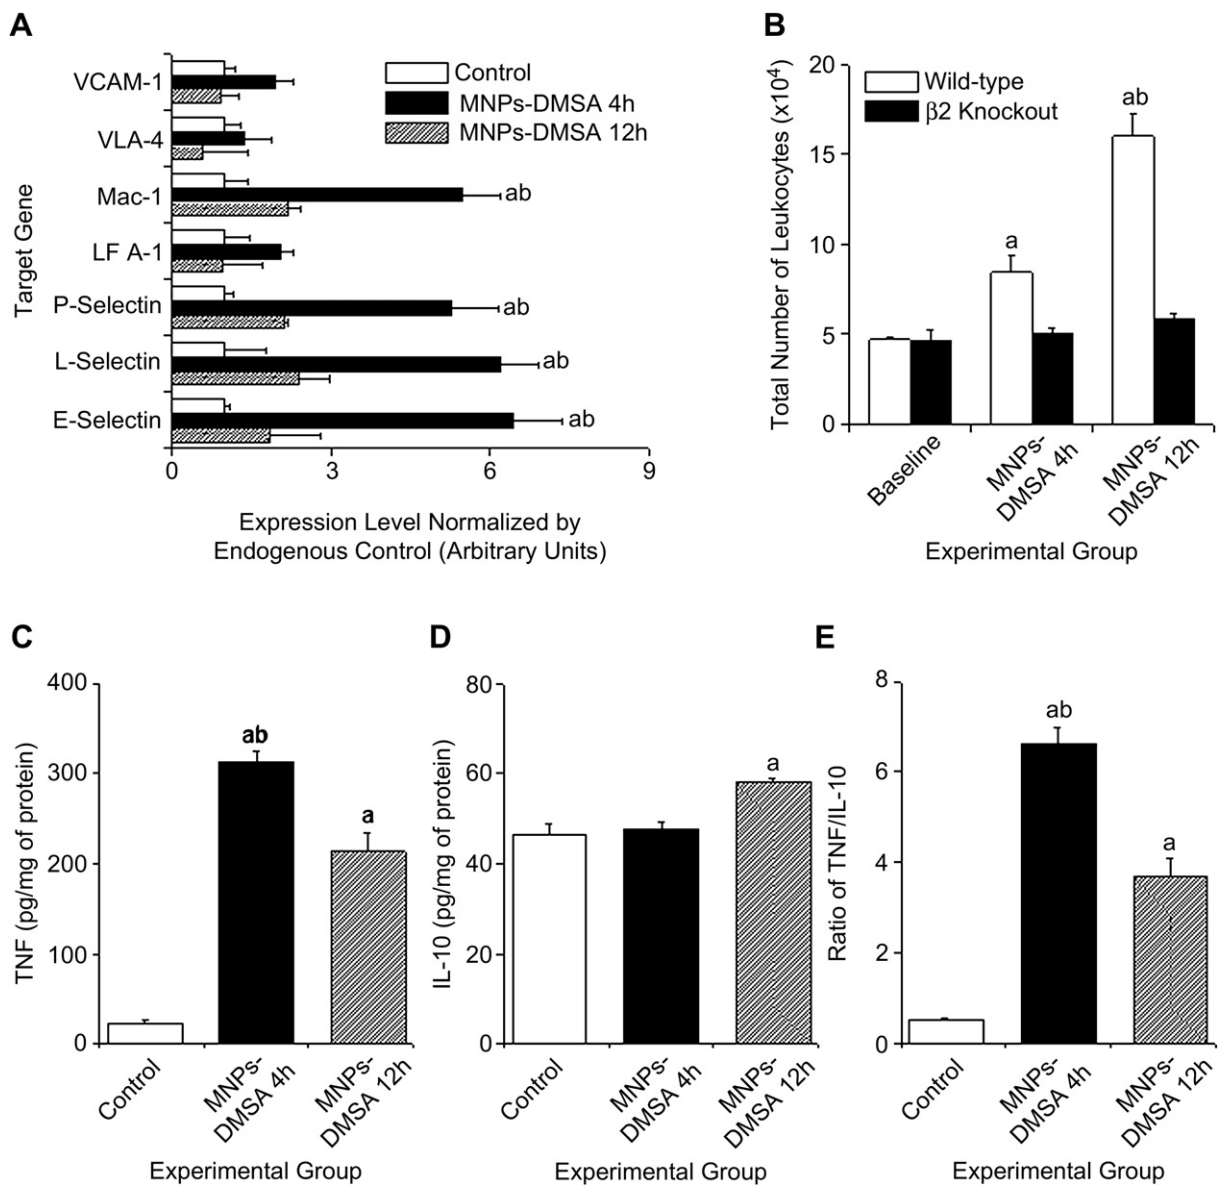 A
VCAM-1
VLA-4
Mac-1
LF A-1
P-Selectin
L-Selectin
E-Selectin
Target Gene
Control
MNPs-DMSA 4h
MNPs-DMSA 12h
ab
ab
ab
ab
0 3 6 9
Expression Level Normalized by
Endogenous Control (Arbitrary Units)
B
Total Number of Leukocytes (x10⁴)
20
15
10
5
0
Wild-type
β2 Knockout
a
ab
Baseline
MNPs-
DMSA 4h
MNPs-
DMSA 12h
Experimental Group
C
TNF (pg/mg of protein)
400
300
200
100
0
ab
a
Control
MNPs-
DMSA 4h
MNPs-
DMSA 12h
Experimental Group
D
IL-10 (pg/mg of protein)
80
60
40
20
0
a
Control
MNPs-
DMSA 4h
MNPs-
DMSA 12h
Experimental Group
E
Ratio of TNF/IL-10
8
6
4
2
0
ab
a
Control
MNPs-
DMSA 4h
MNPs-
DMSA 12h
Experimental Group